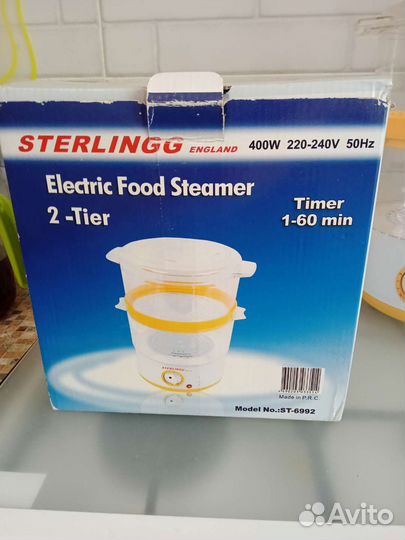 STERLINGG ENGLAND 400W 220-240V 50Hz
Electric Food Steamer
2 -Tier
Timer
1-60 min
STERLINGG
Made in P.R.C.
Model No.:ST-6992
Avito